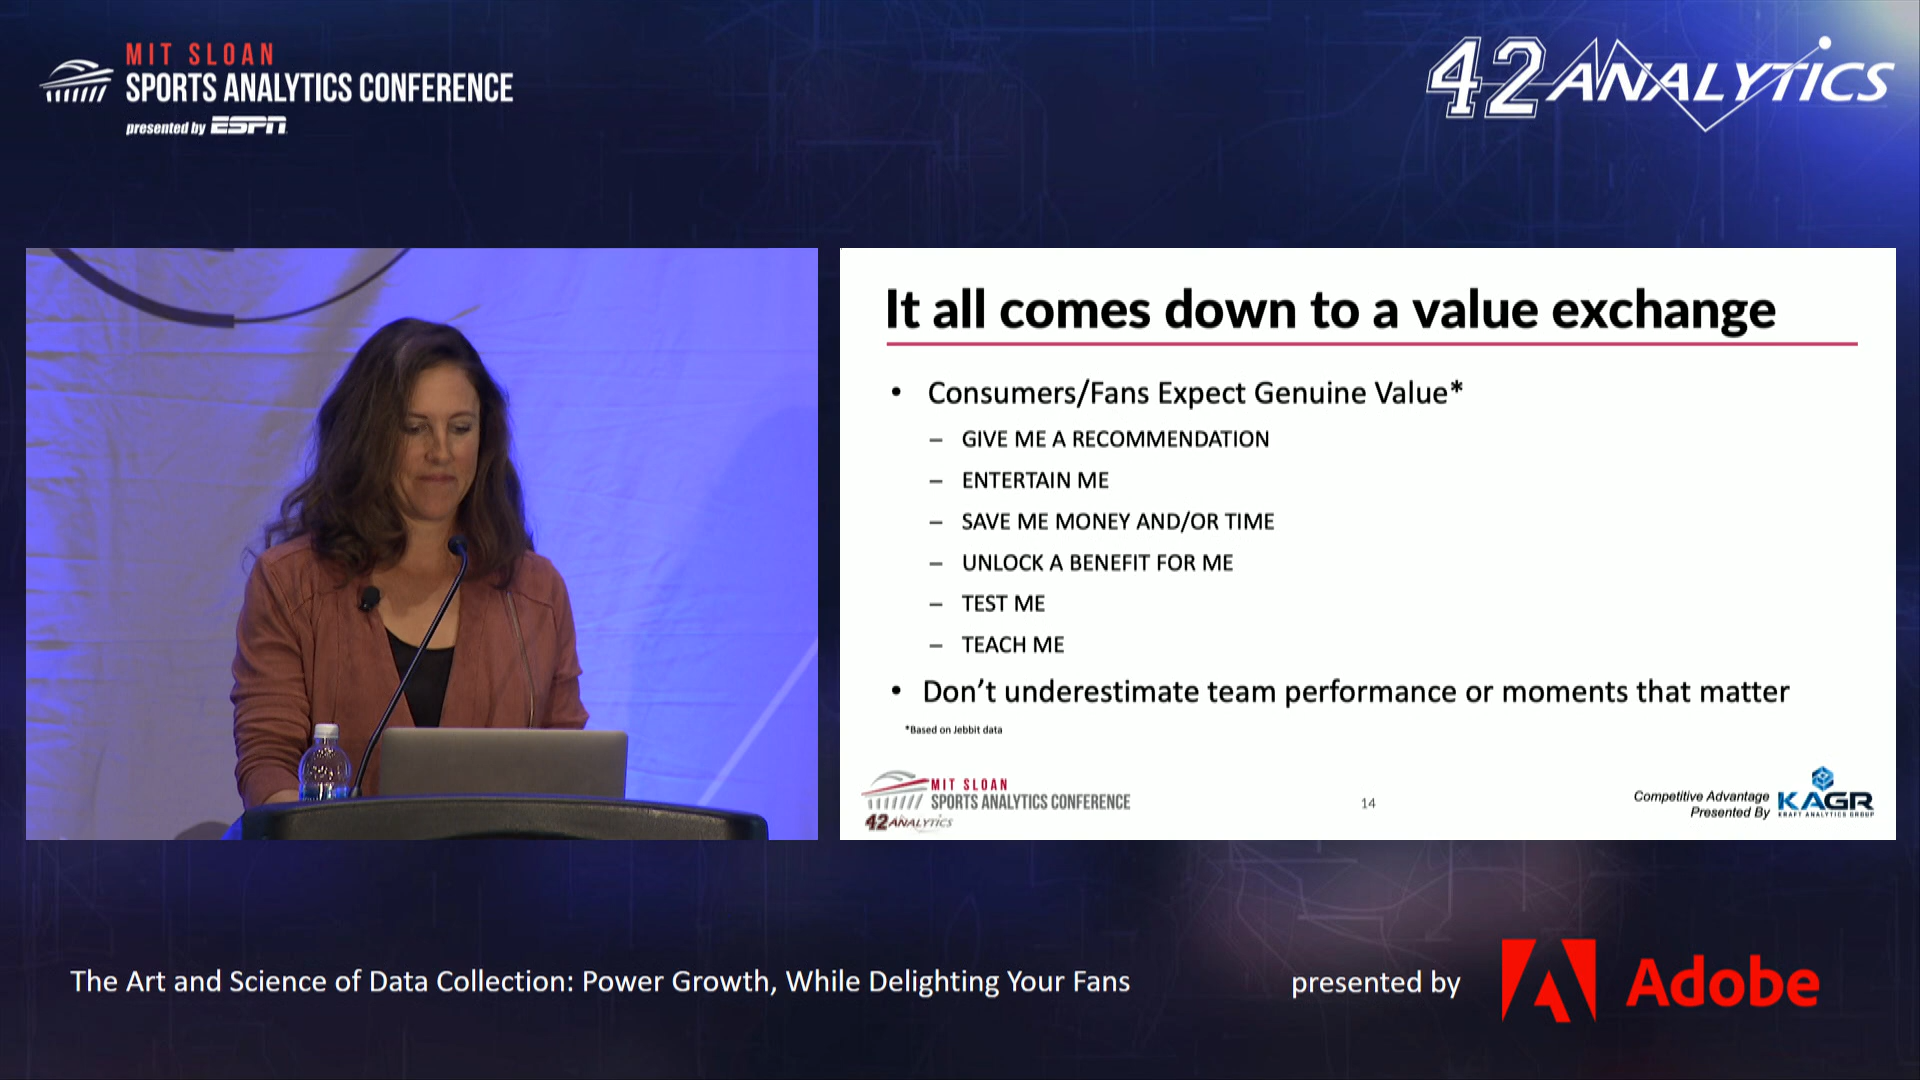 MIT SLOAN
SPORTS ANALYTICS CONFERENCE
presented by ESPN
42 ANALYTICS
It all comes down to a value exchange
• Consumers/Fans Expect Genuine Value*
– GIVE ME A RECOMMENDATION
– ENTERTAIN ME
– SAVE ME MONEY AND/OR TIME
– UNLOCK A BENEFIT FOR ME
– TEST ME
– TEACH ME
• Don’t underestimate team performance or moments that matter
*Based on Jebbit data
MIT SLOAN
SPORTS ANALYTICS CONFERENCE
42 ANALYTICS
14
Competitive Advantage
Presented By
KAGR
KRAFT ANALYTICS GROUP
The Art and Science of Data Collection: Power Growth, While Delighting Your Fans
presented by
Adobe